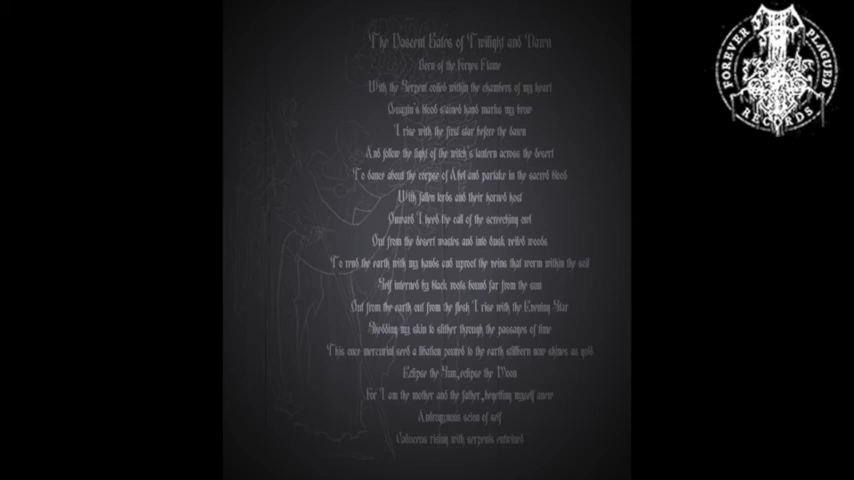 The Nascent Gates of Twilight and Dawn
Born of the Flame
With the Serpent coiled within the chambers of my heart
Quayin's blood stained hand marks my brow
I rise with the first star before the dawn
And follow the light of the witch's lantern across the desert
To dance about the corpse of Abel and partake in the sacred blood
With fallen lords and their horned host
Onward I heed the call of the screeching owl
Out from the desert wastes and into dusk veiled woods
To rend the earth with my hands and uproot the veins that worm within the soil
Self interned by black roots bound far from the sun
Out from the earth out from the flesh I rise with the Evening Star
Shedding my skin to slither through the passages of time
This once mercurial seed a libation poured to the earth stillborn now shines as gold
Eclipse the Sun, eclipse the Moon
For I am the mother and the father, begetting myself anew
Androgynous scion of self
Caduceus rising with serpents entwined
FOREVER PLAGUED RECORDS